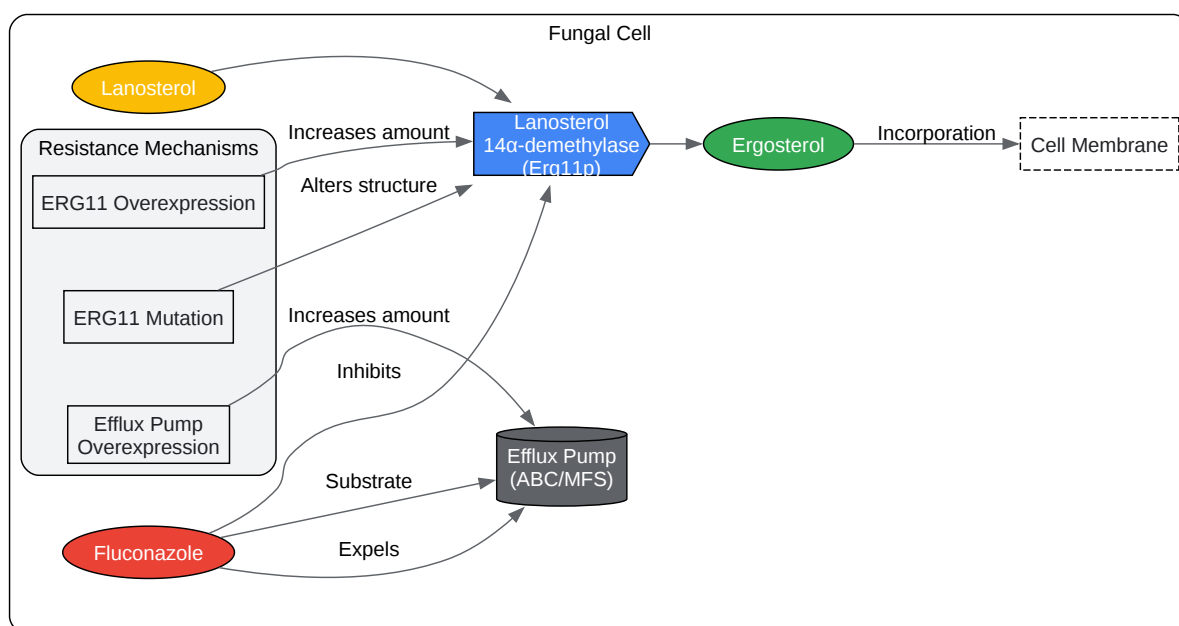 Fungal Cell
Lanosterol
Resistance Mechanisms
ERG11 Overexpression
ERG11 Mutation
Efflux Pump
Overexpression
Fluconazole
Increases amount
Alters structure
Increases amount
Inhibits
Substrate
Expels
Lanosterol
14α-demethylase
(Erg11p)
Efflux Pump
(ABC/MFS)
Ergosterol
Incorporation
Cell Membrane